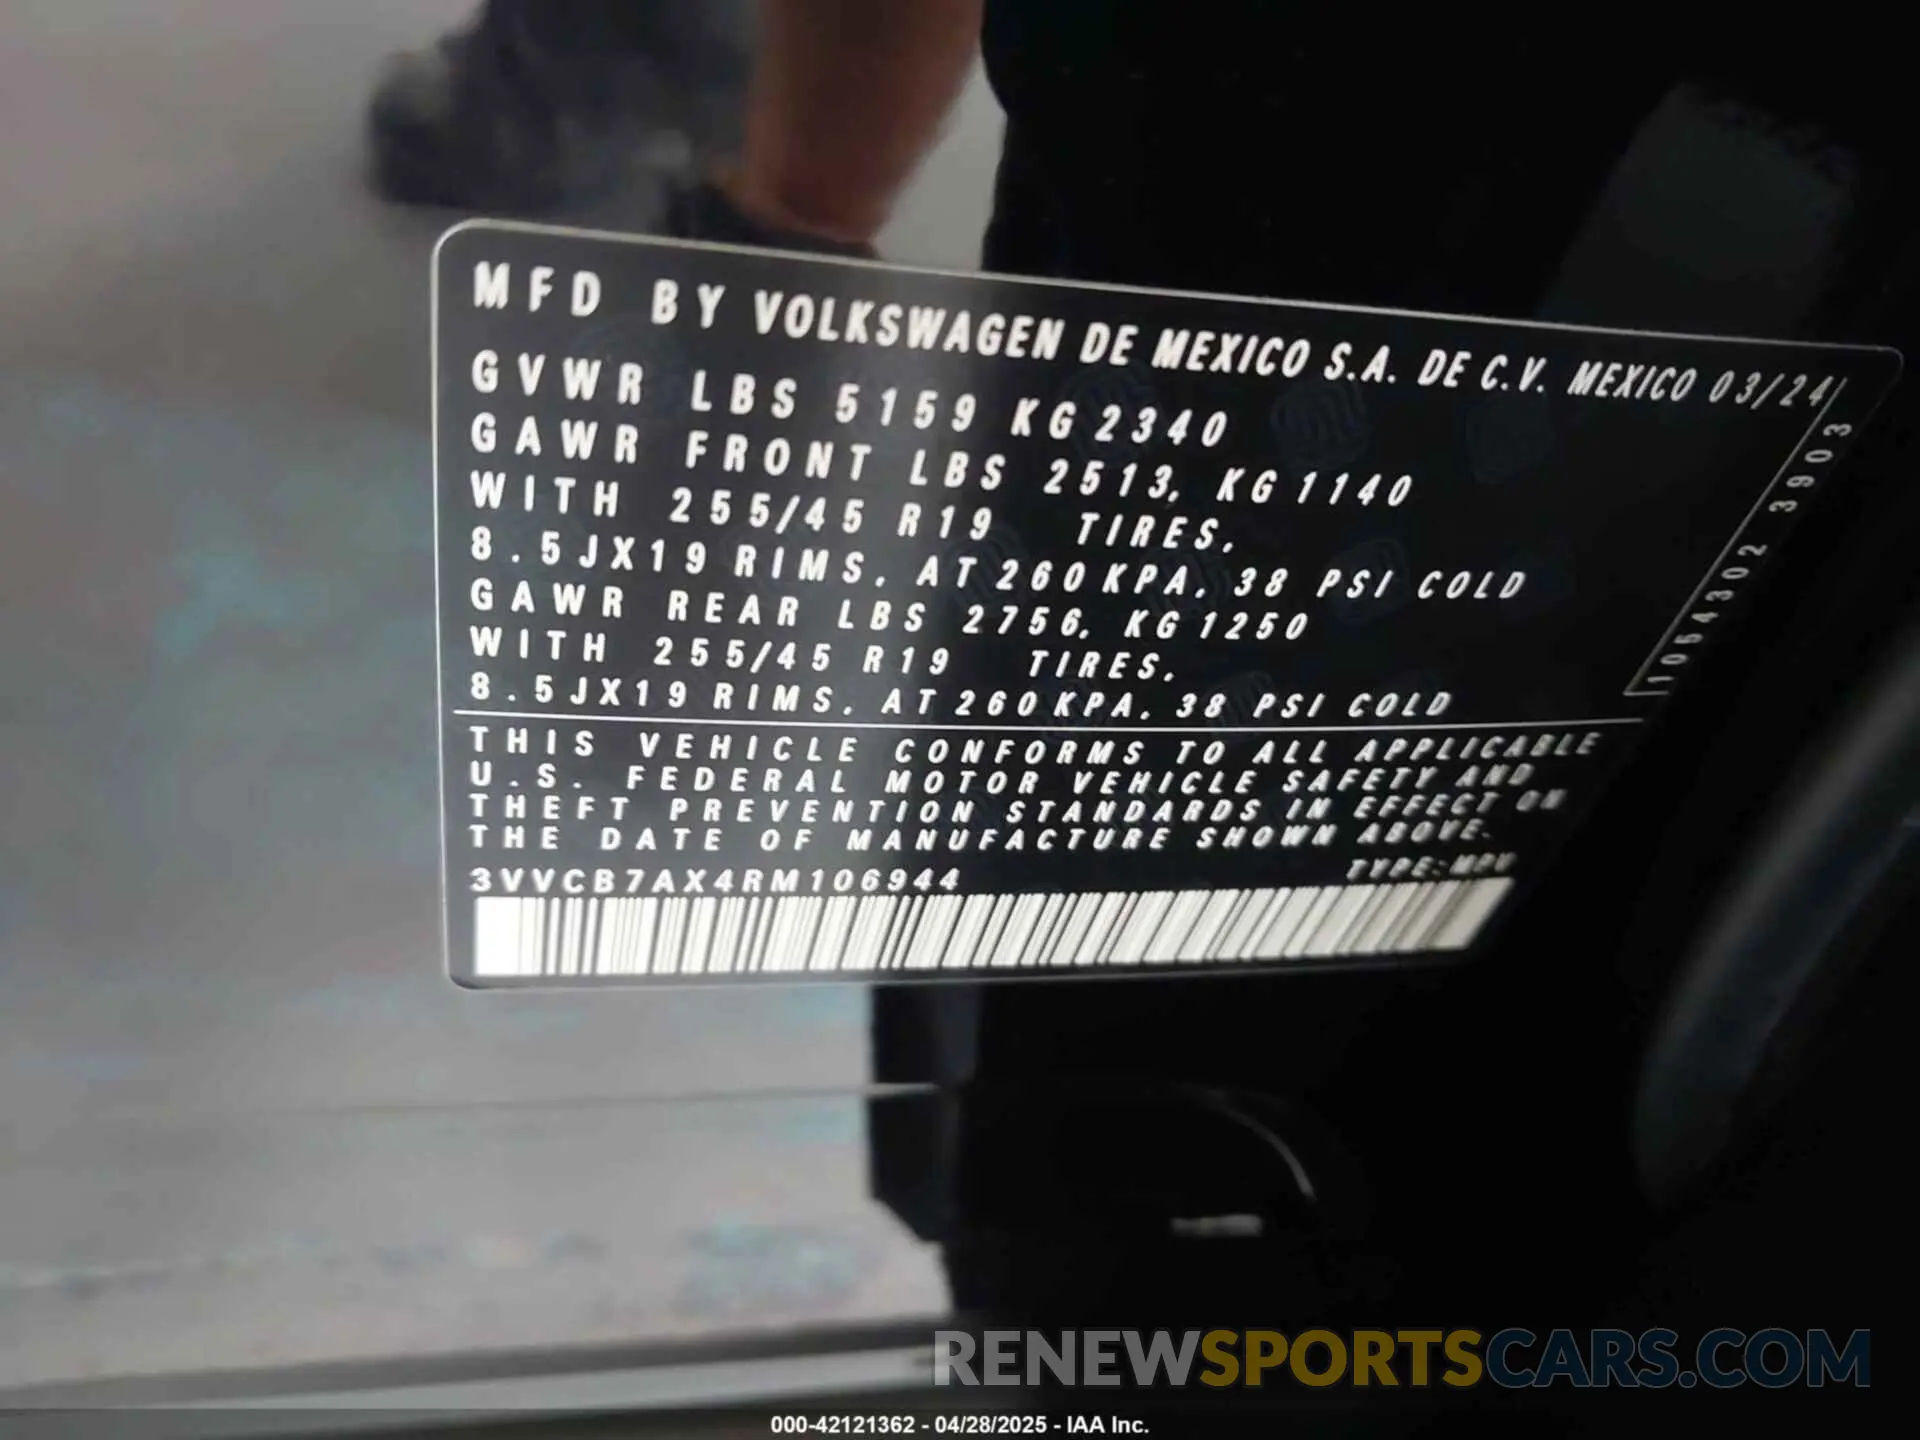 MFD BY VOLKSWAGEN DE MEXICO S.A. DE C.V. MEXICO 03/24
GVWR LBS 5159 KG 2340
GAWR FRONT LBS 2513, KG 1140
WITH 255/45 R19 TIRES,
8.5JX19 RIMS, AT 260 KPA, 38 PSI COLD
GAWR REAR LBS 2756, KG 1250
WITH 255/45 R19 TIRES,
8.5JX19 RIMS, AT 260 KPA, 38 PSI COLD
1054302 3903
THIS VEHICLE CONFORMS TO ALL APPLICABLE
U.S. FEDERAL MOTOR VEHICLE SAFETY AND
THEFT PREVENTION STANDARDS IN EFFECT ON
THE DATE OF MANUFACTURE SHOWN ABOVE.
3VVCB7AX4RM106944 TYPE:MPV
RENEWSPORTSCARS.COM
000-42121362 - 04/28/2025 - IAA Inc.